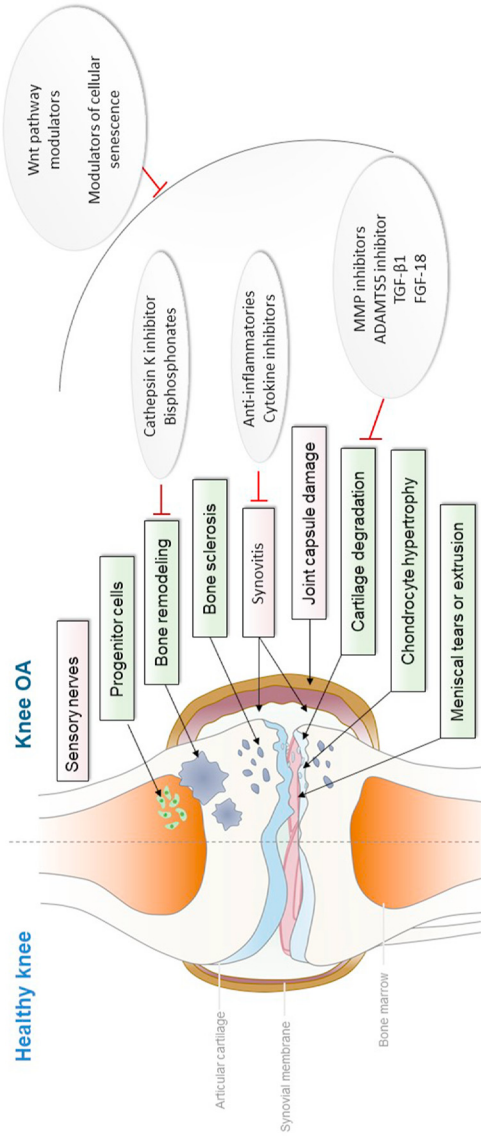 Healthy knee
Knee OA
Articular cartilage
Synovial membrane
Bone marrow
Sensory nerves
Progenitor cells
Bone remodeling
Bone sclerosis
Synovitis
Joint capsule damage
Cartilage degradation
Chondrocyte hypertrophy
Meniscal tears or extrusion
Cathepsin K inhibitor
Bisphosphonates
Anti-inflammatories
Cytokine inhibitors
MMP inhibitors
ADAMTS5 inhibitor
TGF-β1
FGF-18
Wnt pathway
modulators
Modulators of cellular
senescence